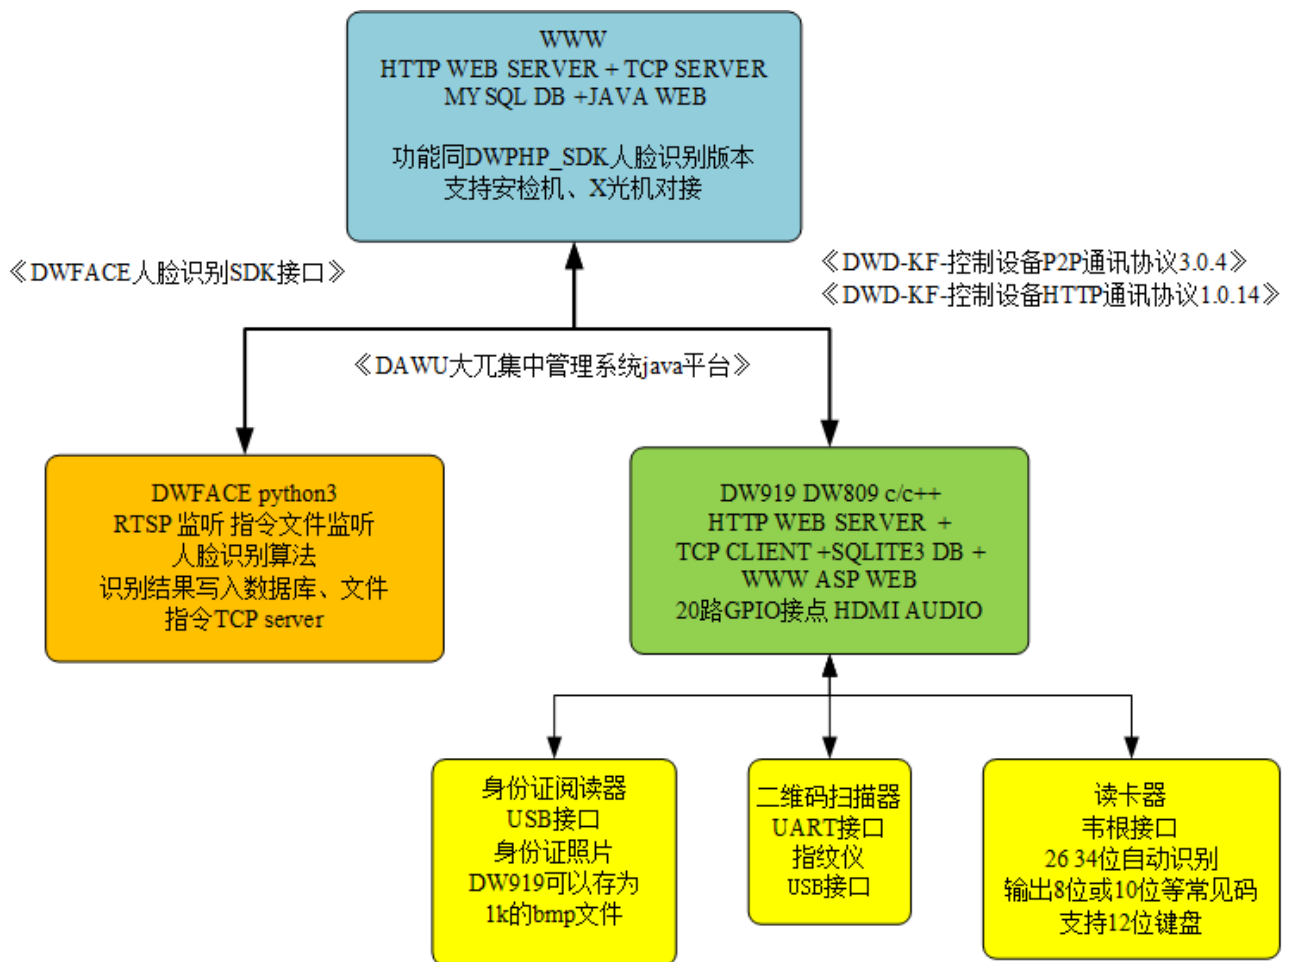 WWW
HTTP WEB SERVER + TCP SERVER
MY SQL DB +JAVA WEB
功能同DWPHP_SDK人脸识别版本
支持安检机、X光机对接
《DWFACE人脸识别SDK接口》
《DWD-KF-控制设备P2P通讯协议3.0.4》
《DWD-KF-控制设备HTTP通讯协议1.0.14》
《DAWU大兀集中管理系统java平台》
DWFACE python3
RTSP 监听 指令文件监听
人脸识别算法
识别结果写入数据库、文件
指令TCP server
DW919 DW809 c/c++
HTTP WEB SERVER +
TCP CLIENT +SQLITE3 DB +
WWW ASP WEB
20路GPIO接点 HDMI AUDIO
身份证阅读器
USB接口
身份证照片
DW919可以存为
1k的bmp文件
二维码扫描器
UART接口
指纹仪
USB接口
读卡器
韦根接口
26 34位自动识别
输出8位或10位等常见码
支持12位键盘